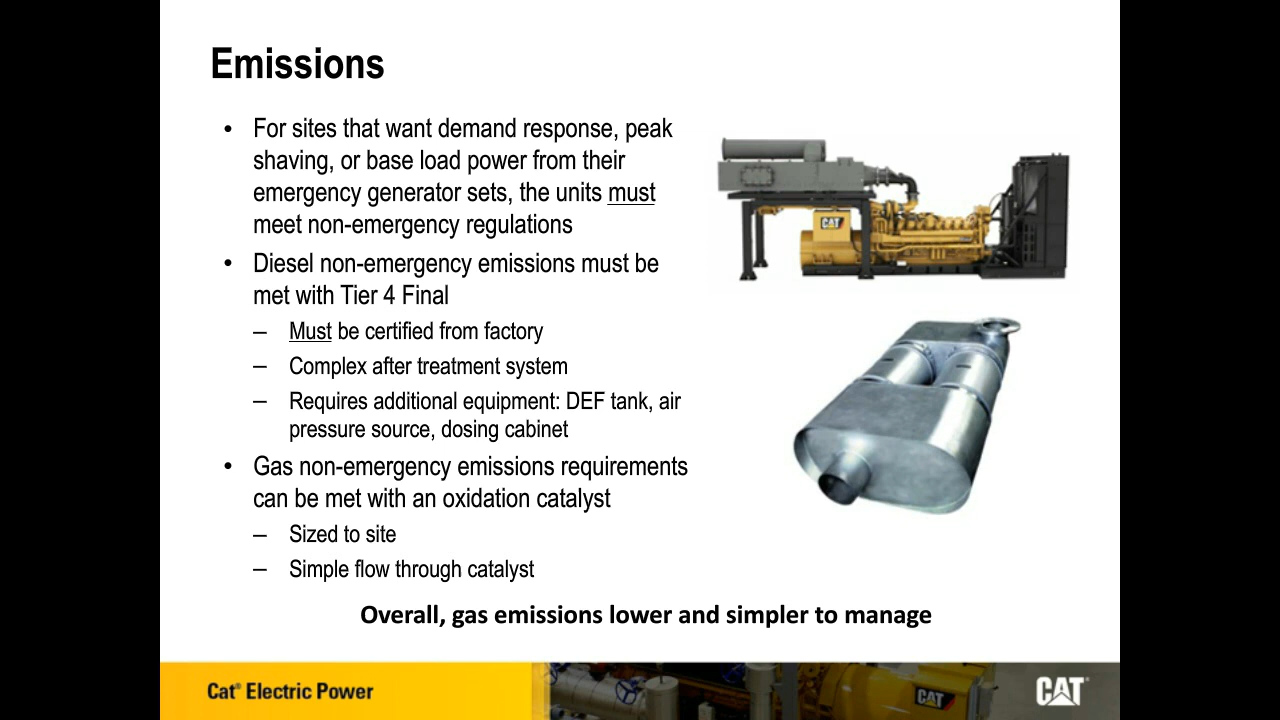 Emissions
• For sites that want demand response, peak
shaving, or base load power from their
emergency generator sets, the units must
meet non-emergency regulations
• Diesel non-emergency emissions must be
met with Tier 4 Final
– Must be certified from factory
– Complex after treatment system
– Requires additional equipment: DEF tank, air
pressure source, dosing cabinet
• Gas non-emergency emissions requirements
can be met with an oxidation catalyst
– Sized to site
– Simple flow through catalyst
Overall, gas emissions lower and simpler to manage
CAT
Cat® Electric Power
CAT
CAT®